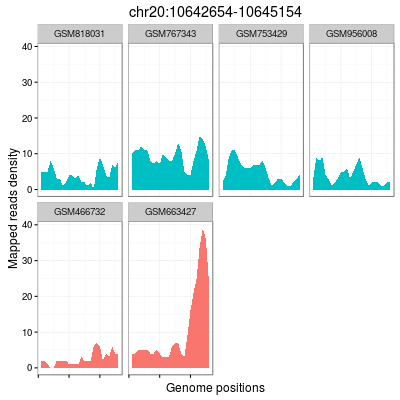 chr20:10642654-10645154
GSM818031 GSM767343 GSM753429 GSM956008
40
30
20
10
0
Mapped reads density
GSM466732 GSM663427
40
30
20
10
0
Genome positions